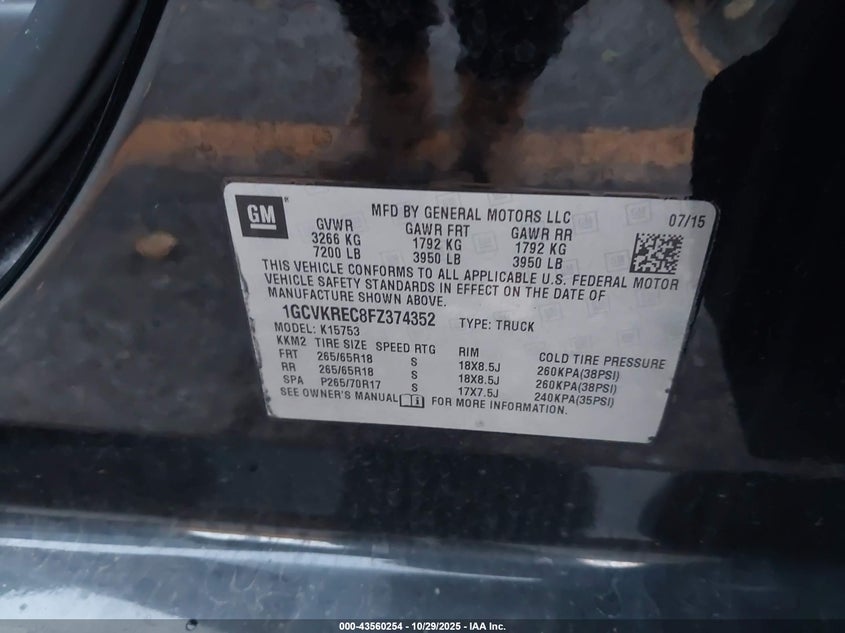 GM
MFD BY GENERAL MOTORS LLC
07/15
GVWR GAWR FRT GAWR RR
3266 KG 1792 KG 1792 KG
7200 LB 3950 LB 3950 LB
THIS VEHICLE CONFORMS TO ALL APPLICABLE U.S. FEDERAL MOTOR
VEHICLE SAFETY STANDARDS IN EFFECT ON THE DATE OF
MANUFACTURE SHOWN ABOVE.
1GCVKREC8FZ374352 TYPE: TRUCK
MODEL: K15753
KKM2 TIRE SIZE SPEED RTG RIM COLD TIRE PRESSURE
FRT 265/65R18 S 18X8.5J 260KPA(38PSI)
RR 265/65R18 S 18X8.5J 260KPA(38PSI)
SPA P265/70R17 S 17X7.5J 240KPA(35PSI)
SEE OWNER'S MANUAL FOR MORE INFORMATION.
000-43560254 | 10/29/2025 - IAA Inc.